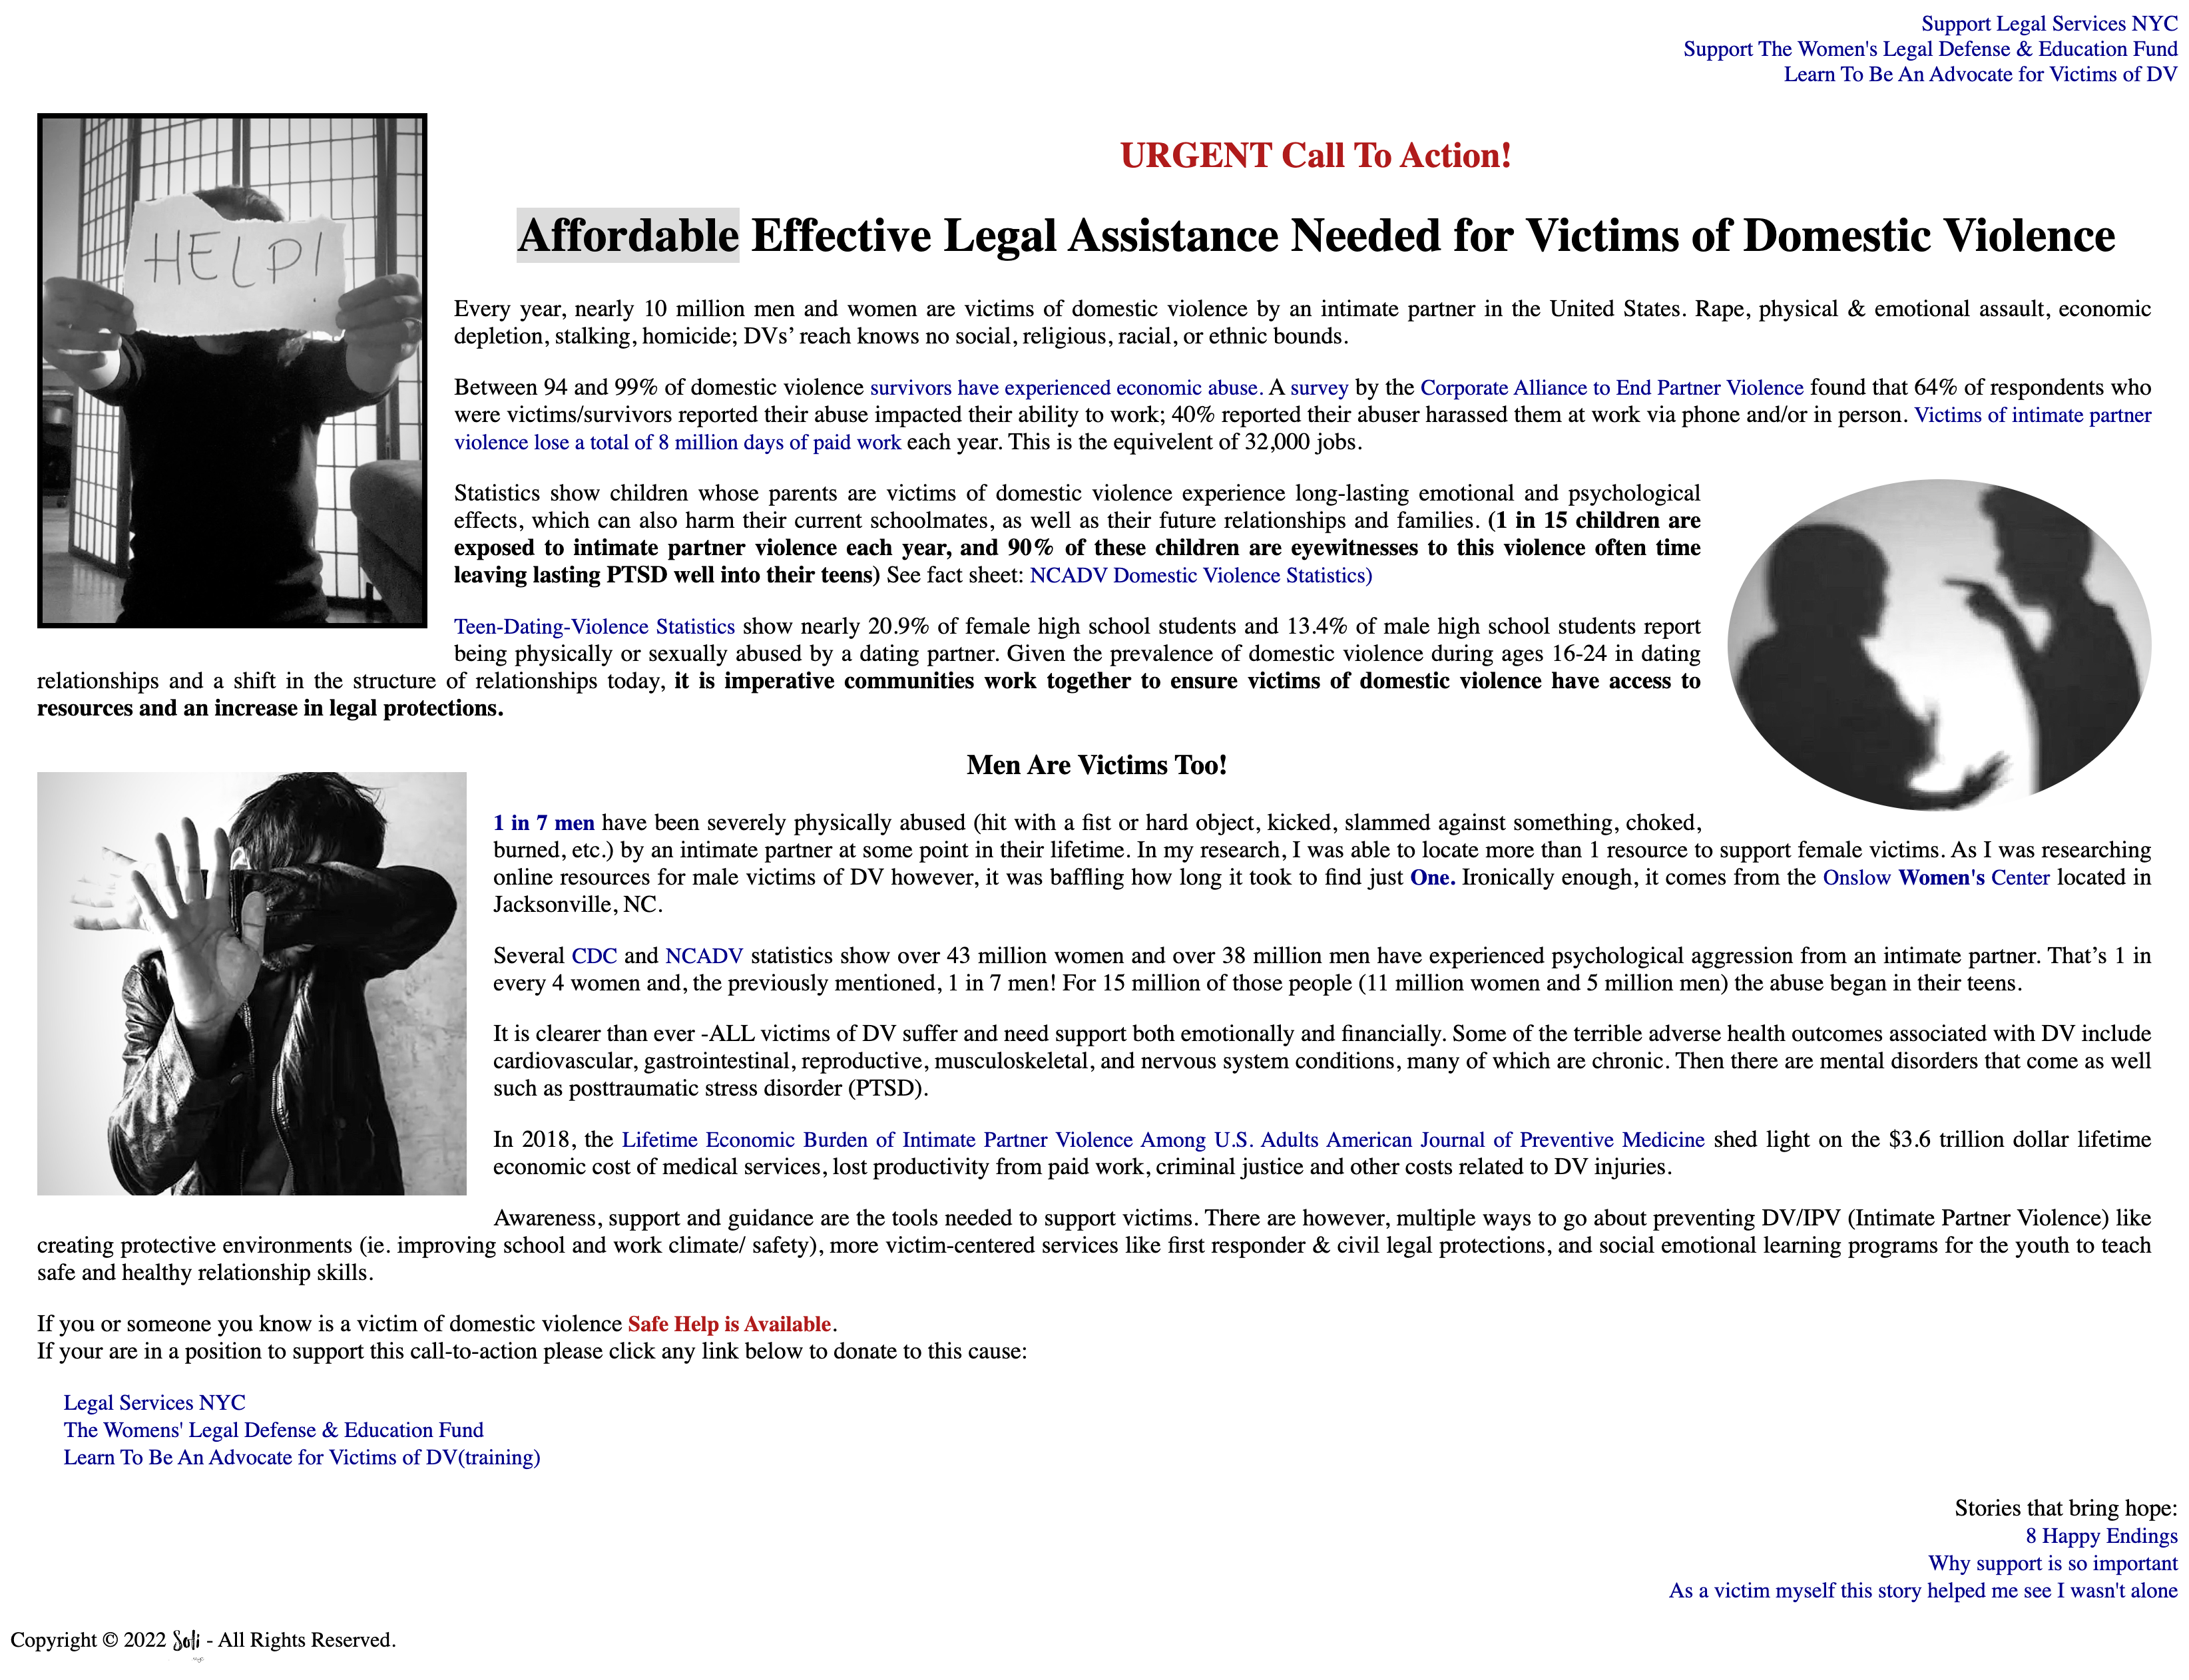 Support Legal Services NYC
Support The Women's Legal Defense & Education Fund
Learn To Be An Advocate for Victims of DV
HELP!
URGENT Call To Action!
Affordable Effective Legal Assistance Needed for Victims of Domestic Violence
Every year, nearly 10 million men and women are victims of domestic violence by an intimate partner in the United States. Rape, physical & emotional assault, economic
depletion, stalking, homicide; DVs’ reach knows no social, religious, racial, or ethnic bounds.
Between 94 and 99% of domestic violence survivors have experienced economic abuse. A survey by the Corporate Alliance to End Partner Violence found that 64% of respondents who
were victims/survivors reported their abuse impacted their ability to work; 40% reported their abuser harassed them at work via phone and/or in person. Victims of intimate partner
violence lose a total of 8 million days of paid work each year. This is the equivelent of 32,000 jobs.
Statistics show children whose parents are victims of domestic violence experience long-lasting emotional and psychological
effects, which can also harm their current schoolmates, as well as their future relationships and families. (1 in 15 children are
exposed to intimate partner violence each year, and 90% of these children are eyewitnesses to this violence often time
leaving lasting PTSD well into their teens) See fact sheet: NCADV Domestic Violence Statistics)
Teen-Dating-Violence Statistics show nearly 20.9% of female high school students and 13.4% of male high school students report
being physically or sexually abused by a dating partner. Given the prevalence of domestic violence during ages 16-24 in dating
relationships and a shift in the structure of relationships today, it is imperative communities work together to ensure victims of domestic violence have access to
resources and an increase in legal protections.
Men Are Victims Too!
1 in 7 men have been severely physically abused (hit with a fist or hard object, kicked, slammed against something, choked,
burned, etc.) by an intimate partner at some point in their lifetime. In my research, I was able to locate more than 1 resource to support female victims. As I was researching
online resources for male victims of DV however, it was baffling how long it took to find just One. Ironically enough, it comes from the Onslow Women's Center located in
Jacksonville, NC.
Several CDC and NCADV statistics show over 43 million women and over 38 million men have experienced psychological aggression from an intimate partner. That’s 1 in
every 4 women and, the previously mentioned, 1 in 7 men! For 15 million of those people (11 million women and 5 million men) the abuse began in their teens.
It is clearer than ever -ALL victims of DV suffer and need support both emotionally and financially. Some of the terrible adverse health outcomes associated with DV include
cardiovascular, gastrointestinal, reproductive, musculoskeletal, and nervous system conditions, many of which are chronic. Then there are mental disorders that come as well
such as posttraumatic stress disorder (PTSD).
In 2018, the Lifetime Economic Burden of Intimate Partner Violence Among U.S. Adults American Journal of Preventive Medicine shed light on the $3.6 trillion dollar lifetime
economic cost of medical services, lost productivity from paid work, criminal justice and other costs related to DV injuries.
Awareness, support and guidance are the tools needed to support victims. There are however, multiple ways to go about preventing DV/IPV (Intimate Partner Violence) like
creating protective environments (ie. improving school and work climate/ safety), more victim-centered services like first responder & civil legal protections, and social emotional learning programs for the youth to teach
safe and healthy relationship skills.
If you or someone you know is a victim of domestic violence Safe Help is Available.
If your are in a position to support this call-to-action please click any link below to donate to this cause:
Legal Services NYC
The Womens' Legal Defense & Education Fund
Learn To Be An Advocate for Victims of DV(training)
Stories that bring hope:
8 Happy Endings
Why support is so important
As a victim myself this story helped me see I wasn't alone
Copyright © 2022 - All Rights Reserved.